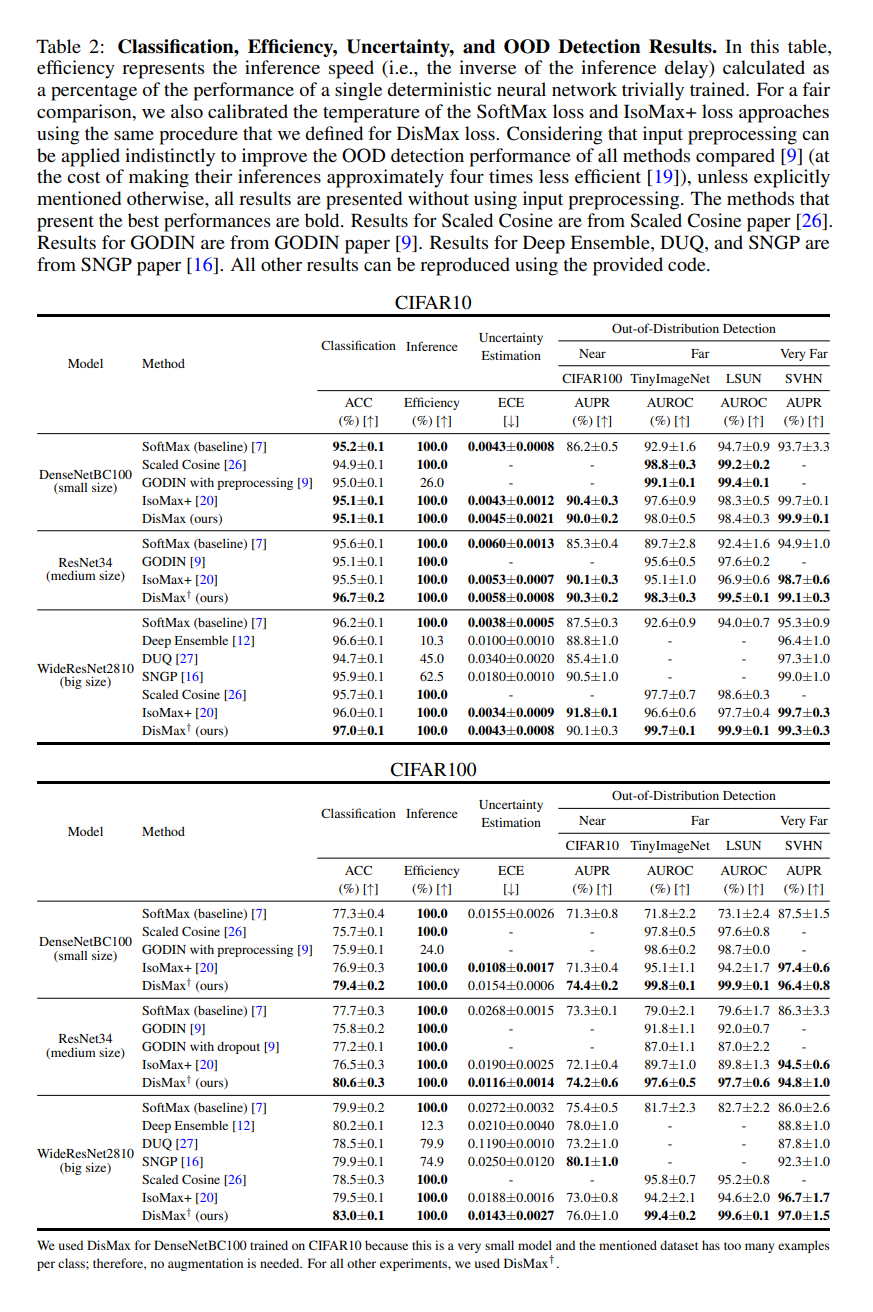 Table 2: Classification, Efficiency, Uncertainty, and OOD Detection Results. In this table,
efficiency represents the inference speed (i.e., the inverse of the inference delay) calculated as
a percentage of the performance of a single deterministic neural network trivially trained. For a fair
comparison, we also calibrated the temperature of the SoftMax loss and IsoMax+ loss approaches
using the same procedure that we defined for DisMax loss. Considering that input preprocessing can
be applied indistinctly to improve the OOD detection performance of all methods compared [9] (at
the cost of making their inferences approximately four times less efficient [19]), unless explicitly
mentioned otherwise, all results are presented without using input preprocessing. The methods that
present the best performances are bold. Results for Scaled Cosine are from Scaled Cosine paper [26].
Results for GODIN are from GODIN paper [9]. Results for Deep Ensemble, DUQ, and SNGP are
from SNGP paper [16]. All other results can be reproduced using the provided code.
CIFAR10
Model Method Classification Inference Uncertainty Estimation Out-of-Distribution Detection
Near Far Very Far
CIFAR100 TinyImageNet LSUN SVHN
ACC Efficiency ECE AUPR AUROC AUROC AUPR
(%) [↑] (%) [↑] [↓] (%) [↑] (%) [↑] (%) [↑] (%) [↑]
DenseNetBC100 (small size)
SoftMax (baseline) [7] 95.2±0.1 100.0 0.0043±0.0008 86.2±0.5 92.9±1.6 94.7±0.9 93.7±3.3
Scaled Cosine [26] 94.9±0.1 100.0 - - 98.8±0.3 99.2±0.2 -
GODIN with preprocessing [9] 95.0±0.1 26.0 - - 99.1±0.1 99.4±0.1 -
IsoMax+ [20] 95.1±0.1 100.0 0.0043±0.0012 90.4±0.3 97.6±0.9 98.3±0.5 99.7±0.1
DisMax (ours) 95.1±0.1 100.0 0.0045±0.0021 90.0±0.2 98.0±0.5 98.4±0.3 99.9±0.1
ResNet34 (medium size)
SoftMax (baseline) [7] 95.6±0.1 100.0 0.0060±0.0013 85.3±0.4 89.7±2.8 92.4±1.6 94.9±1.0
GODIN [9] 95.1±0.1 100.0 - - 95.6±0.5 97.6±0.2 -
IsoMax+ [20] 95.5±0.1 100.0 0.0053±0.0007 90.1±0.3 95.1±1.0 96.9±0.6 98.7±0.6
DisMax† (ours) 96.7±0.2 100.0 0.0058±0.0008 90.3±0.2 98.3±0.3 99.5±0.1 99.1±0.3
WideResNet2810 (big size)
SoftMax (baseline) [7] 96.2±0.1 100.0 0.0038±0.0005 87.5±0.3 92.6±0.9 94.0±0.7 95.3±0.9
Deep Ensemble [12] 96.6±0.1 10.3 0.0100±0.0010 88.8±1.0 - - 96.4±1.0
DUQ [27] 94.7±0.1 45.0 0.0340±0.0020 85.4±1.0 - - 97.3±1.0
SNGP [16] 95.9±0.1 62.5 0.0180±0.0010 90.5±1.0 - - 99.0±1.0
Scaled Cosine [26] 95.7±0.1 100.0 - - 97.7±0.7 98.6±0.3 -
IsoMax+ [20] 96.0±0.1 100.0 0.0034±0.0009 91.8±0.1 96.6±0.6 97.7±0.4 99.7±0.3
DisMax† (ours) 97.0±0.1 100.0 0.0043±0.0008 90.1±0.3 99.7±0.1 99.9±0.1 99.3±0.3
CIFAR100
Model Method Classification Inference Uncertainty Estimation Out-of-Distribution Detection
Near Far Very Far
CIFAR10 TinyImageNet LSUN SVHN
ACC Efficiency ECE AUPR AUROC AUROC AUPR
(%) [↑] (%) [↑] [↓] (%) [↑] (%) [↑] (%) [↑] (%) [↑]
DenseNetBC100 (small size)
SoftMax (baseline) [7] 77.3±0.4 100.0 0.0155±0.0026 71.3±0.8 71.8±2.2 73.1±2.4 87.5±1.5
Scaled Cosine [26] 75.7±0.1 100.0 - - 97.8±0.5 97.6±0.8 -
GODIN with preprocessing [9] 75.9±0.1 24.0 - - 98.6±0.2 98.7±0.0 -
IsoMax+ [20] 76.9±0.3 100.0 0.0108±0.0017 71.3±0.4 95.1±1.1 94.2±1.7 97.4±0.6
DisMax† (ours) 79.4±0.2 100.0 0.0154±0.0006 74.4±0.2 99.8±0.1 99.9±0.1 96.4±0.8
ResNet34 (medium size)
SoftMax (baseline) [7] 77.7±0.3 100.0 0.0268±0.0015 73.3±0.1 79.0±2.1 79.6±1.7 86.3±3.3
GODIN [9] 75.8±0.2 100.0 - - 91.8±1.1 92.0±0.7 -
GODIN with dropout [9] 77.2±0.1 100.0 - - 87.0±1.1 87.0±2.2 -
IsoMax+ [20] 76.5±0.3 100.0 0.0190±0.0025 72.1±0.4 89.7±1.0 89.8±1.3 94.5±0.6
DisMax† (ours) 80.6±0.3 100.0 0.0116±0.0014 74.2±0.6 97.6±0.5 97.7±0.6 94.8±1.0
WideResNet2810 (big size)
SoftMax (baseline) [7] 79.9±0.2 100.0 0.0272±0.0032 75.4±0.5 81.7±2.3 82.7±2.2 86.0±2.6
Deep Ensemble [12] 80.2±0.1 12.3 0.0210±0.0040 78.0±1.0 - - 88.8±1.0
DUQ [27] 78.5±0.1 79.9 0.1190±0.0010 73.2±1.0 - - 87.8±1.0
SNGP [16] 79.9±0.1 74.9 0.0250±0.0120 80.1±1.0 - - 92.3±1.0
Scaled Cosine [26] 78.5±0.3 100.0 - - 95.8±0.7 95.2±0.8 -
IsoMax+ [20] 79.5±0.1 100.0 0.0188±0.0016 73.0±0.8 94.2±2.1 94.6±2.0 96.7±1.7
DisMax† (ours) 83.0±0.1 100.0 0.0143±0.0027 76.0±1.0 99.4±0.2 99.6±0.1 97.0±1.5
We used DisMax for DenseNetBC100 trained on CIFAR10 because this is a very small model and the mentioned dataset has too many examples
per class; therefore, no augmentation is needed. For all other experiments, we used DisMax†.